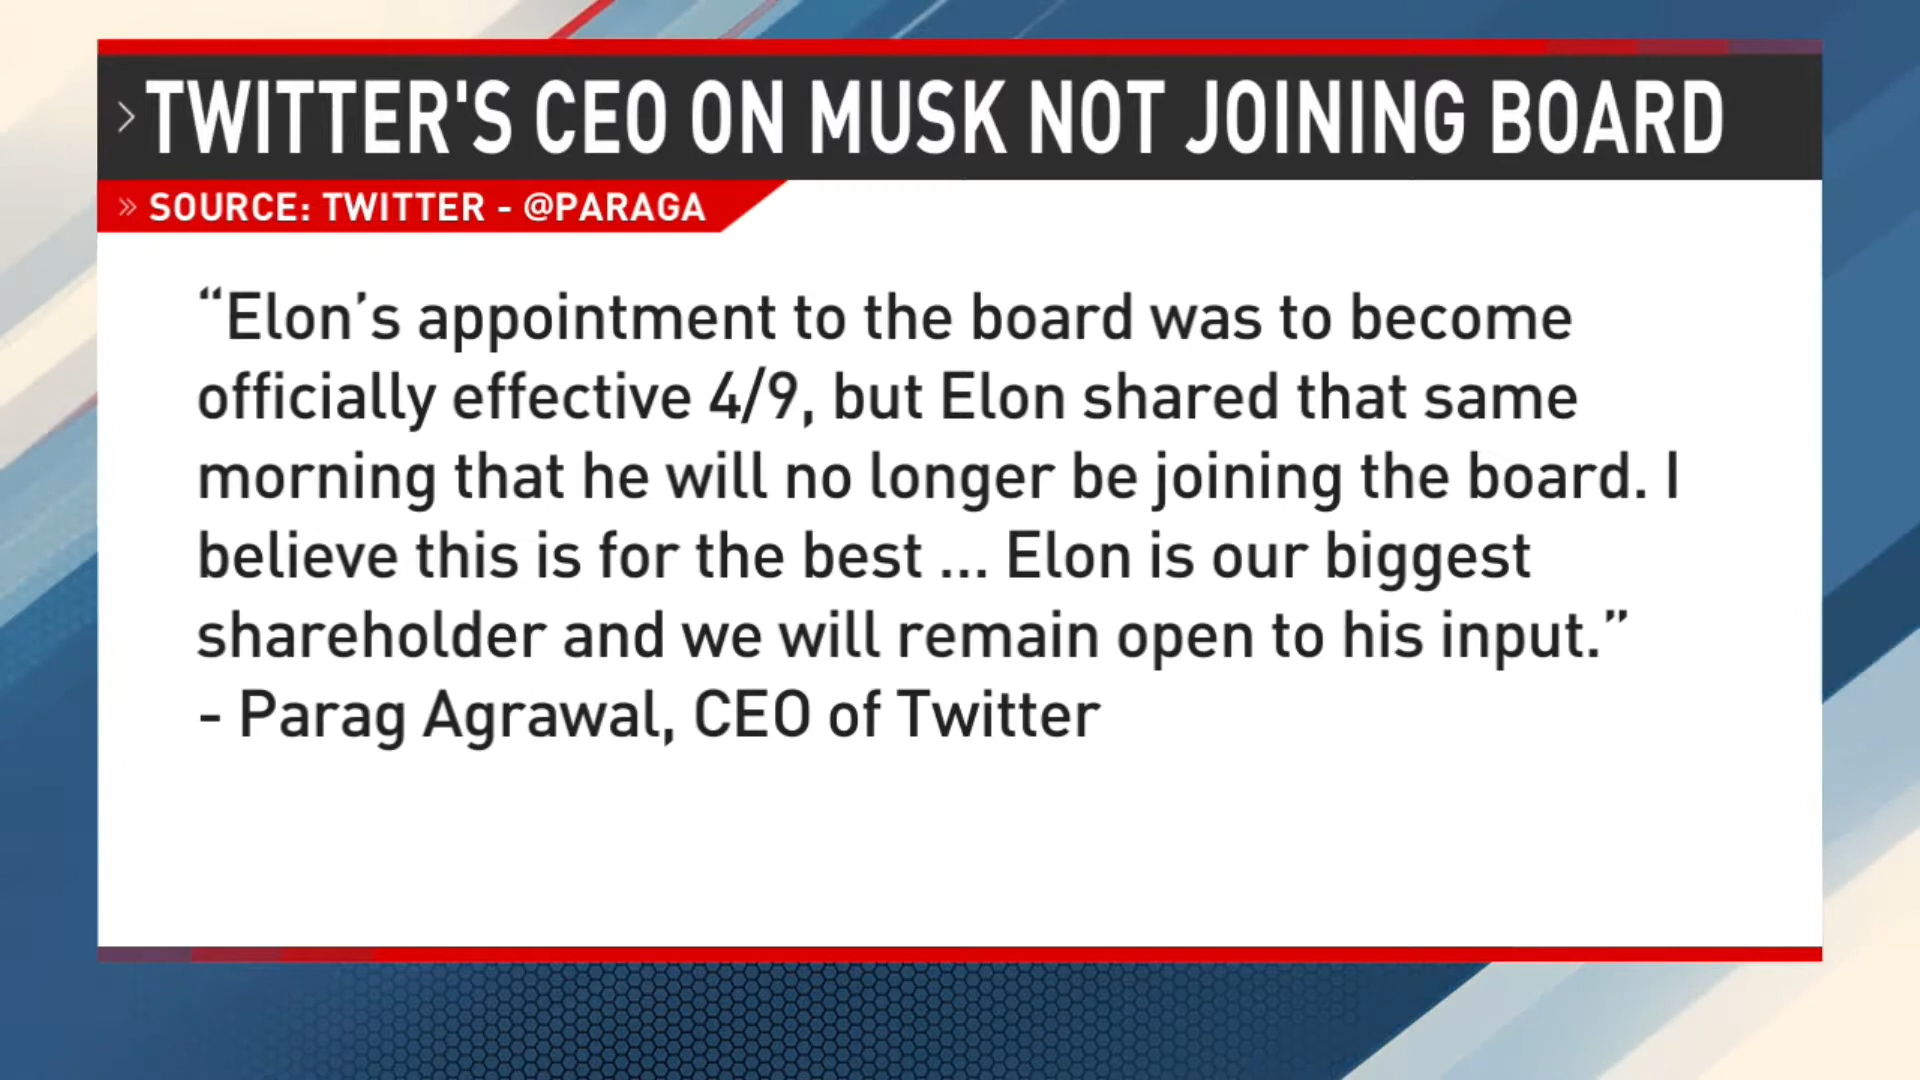 TWITTER'S CEO ON MUSK NOT JOINING BOARD
SOURCE: TWITTER - @PARAGA
“Elon’s appointment to the board was to become
officially effective 4/9, but Elon shared that same
morning that he will no longer be joining the board. I
believe this is for the best ... Elon is our biggest
shareholder and we will remain open to his input.”
- Parag Agrawal, CEO of Twitter